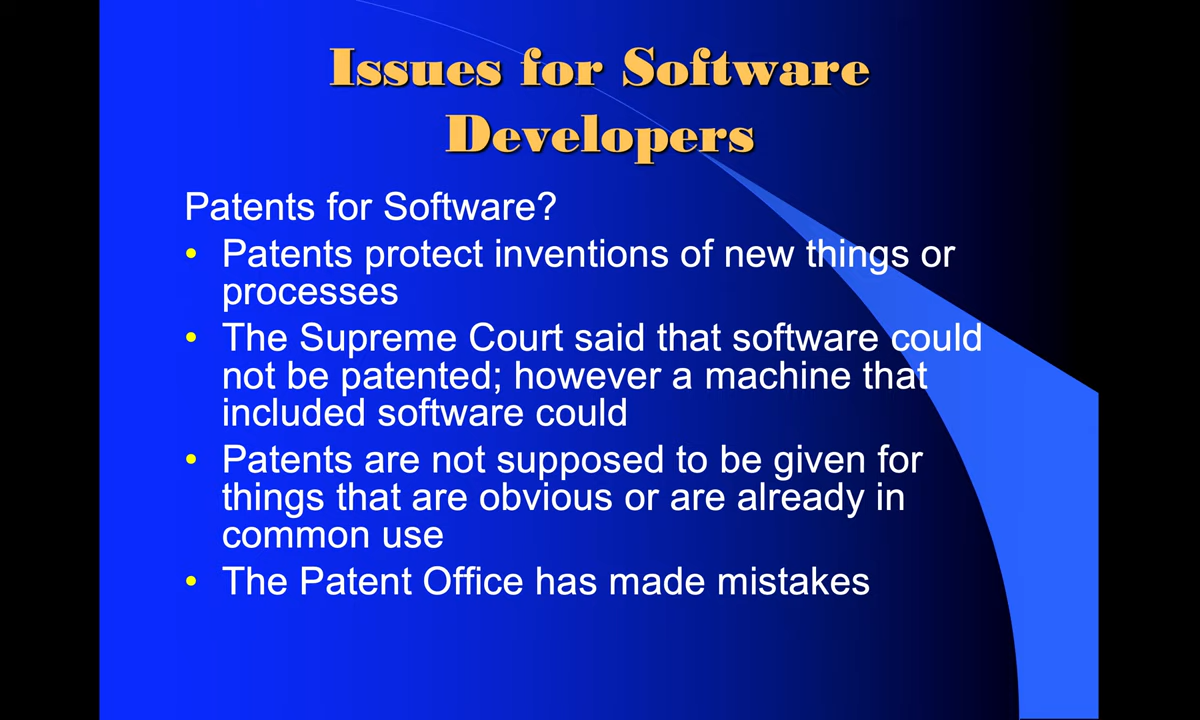 Issues for Software
Developers
Patents for Software?
• Patents protect inventions of new things or
processes
• The Supreme Court said that software could
not be patented; however a machine that
included software could
• Patents are not supposed to be given for
things that are obvious or are already in
common use
• The Patent Office has made mistakes